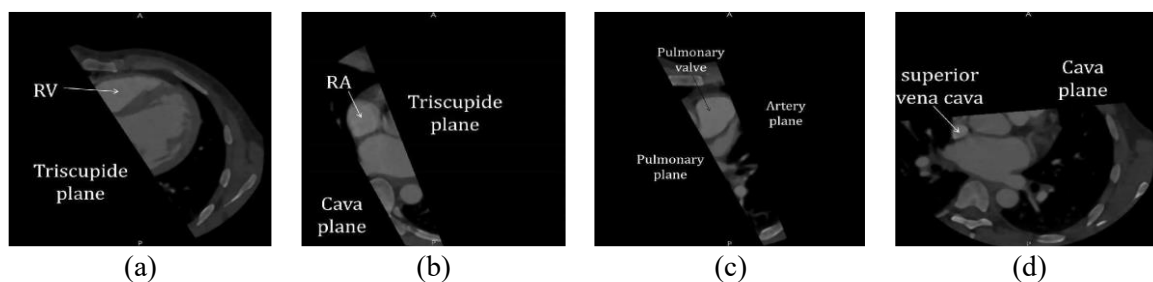 A
RV
Triscupide
plane
P
(a)
A
RA
Triscupide
plane
Cava
plane
P
(b)
A
Pulmonary
valve
Artery
plane
Pulmonary
plane
P
(c)
A
superior
vena cava
Cava
plane
P
(d)